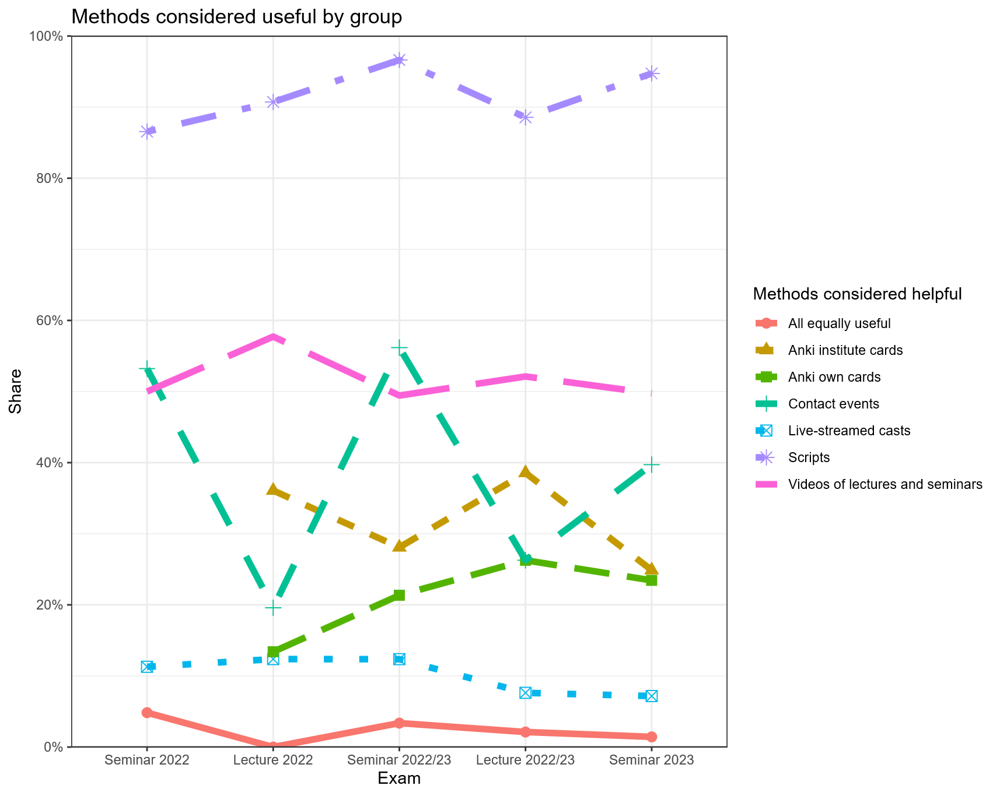 Methods considered useful by group
100%
80%
60%
40%
20%
0%
Share
Seminar 2022
Lecture 2022
Seminar 2022/23
Lecture 2022/23
Seminar 2023
Exam
Methods considered helpful
All equally useful
Anki institute cards
Anki own cards
Contact events
Live-streamed casts
Scripts
Videos of lectures and seminars